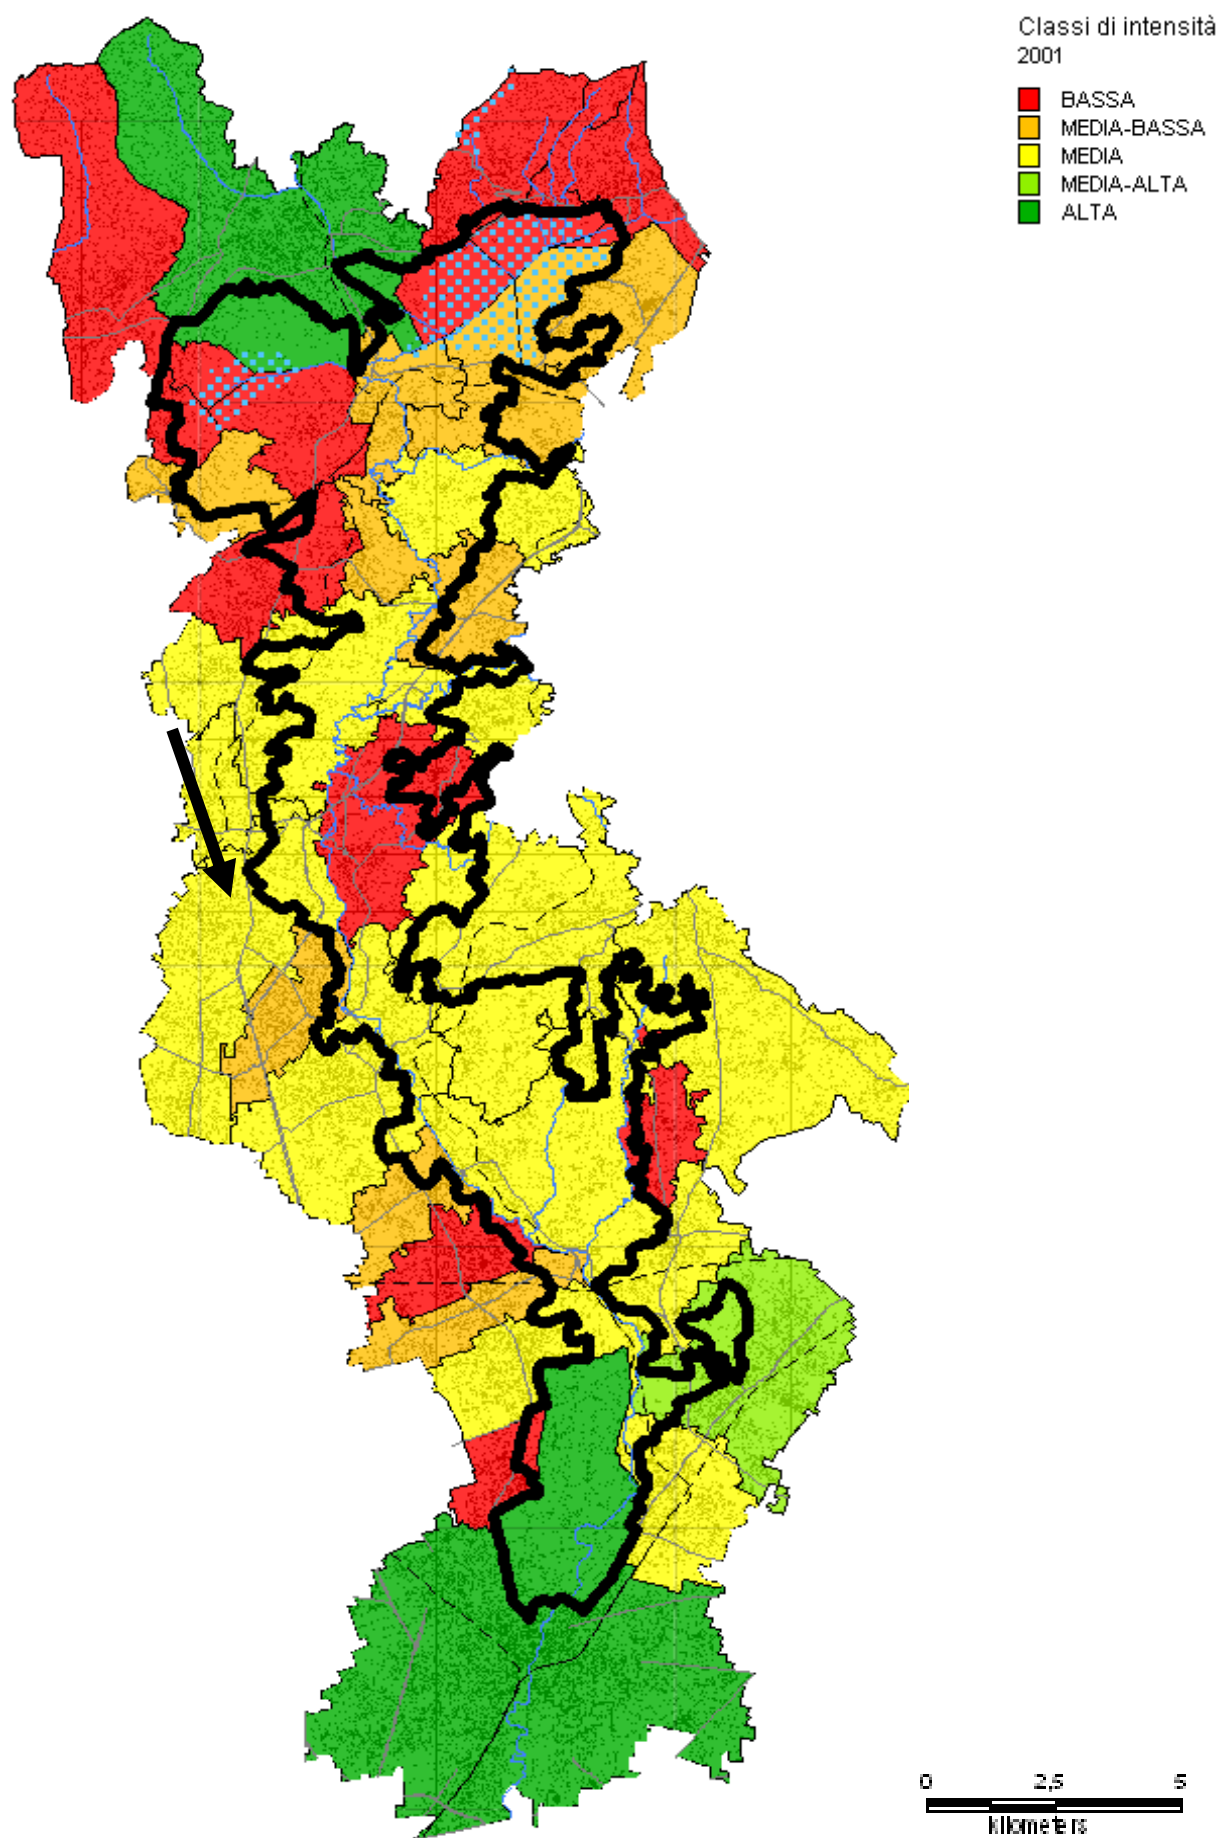 Classi di intensità
2001
BASSA
MEDIA-BASSA
MEDIA
MEDIA-ALTA
ALTA
0 2,5 5
kilometers